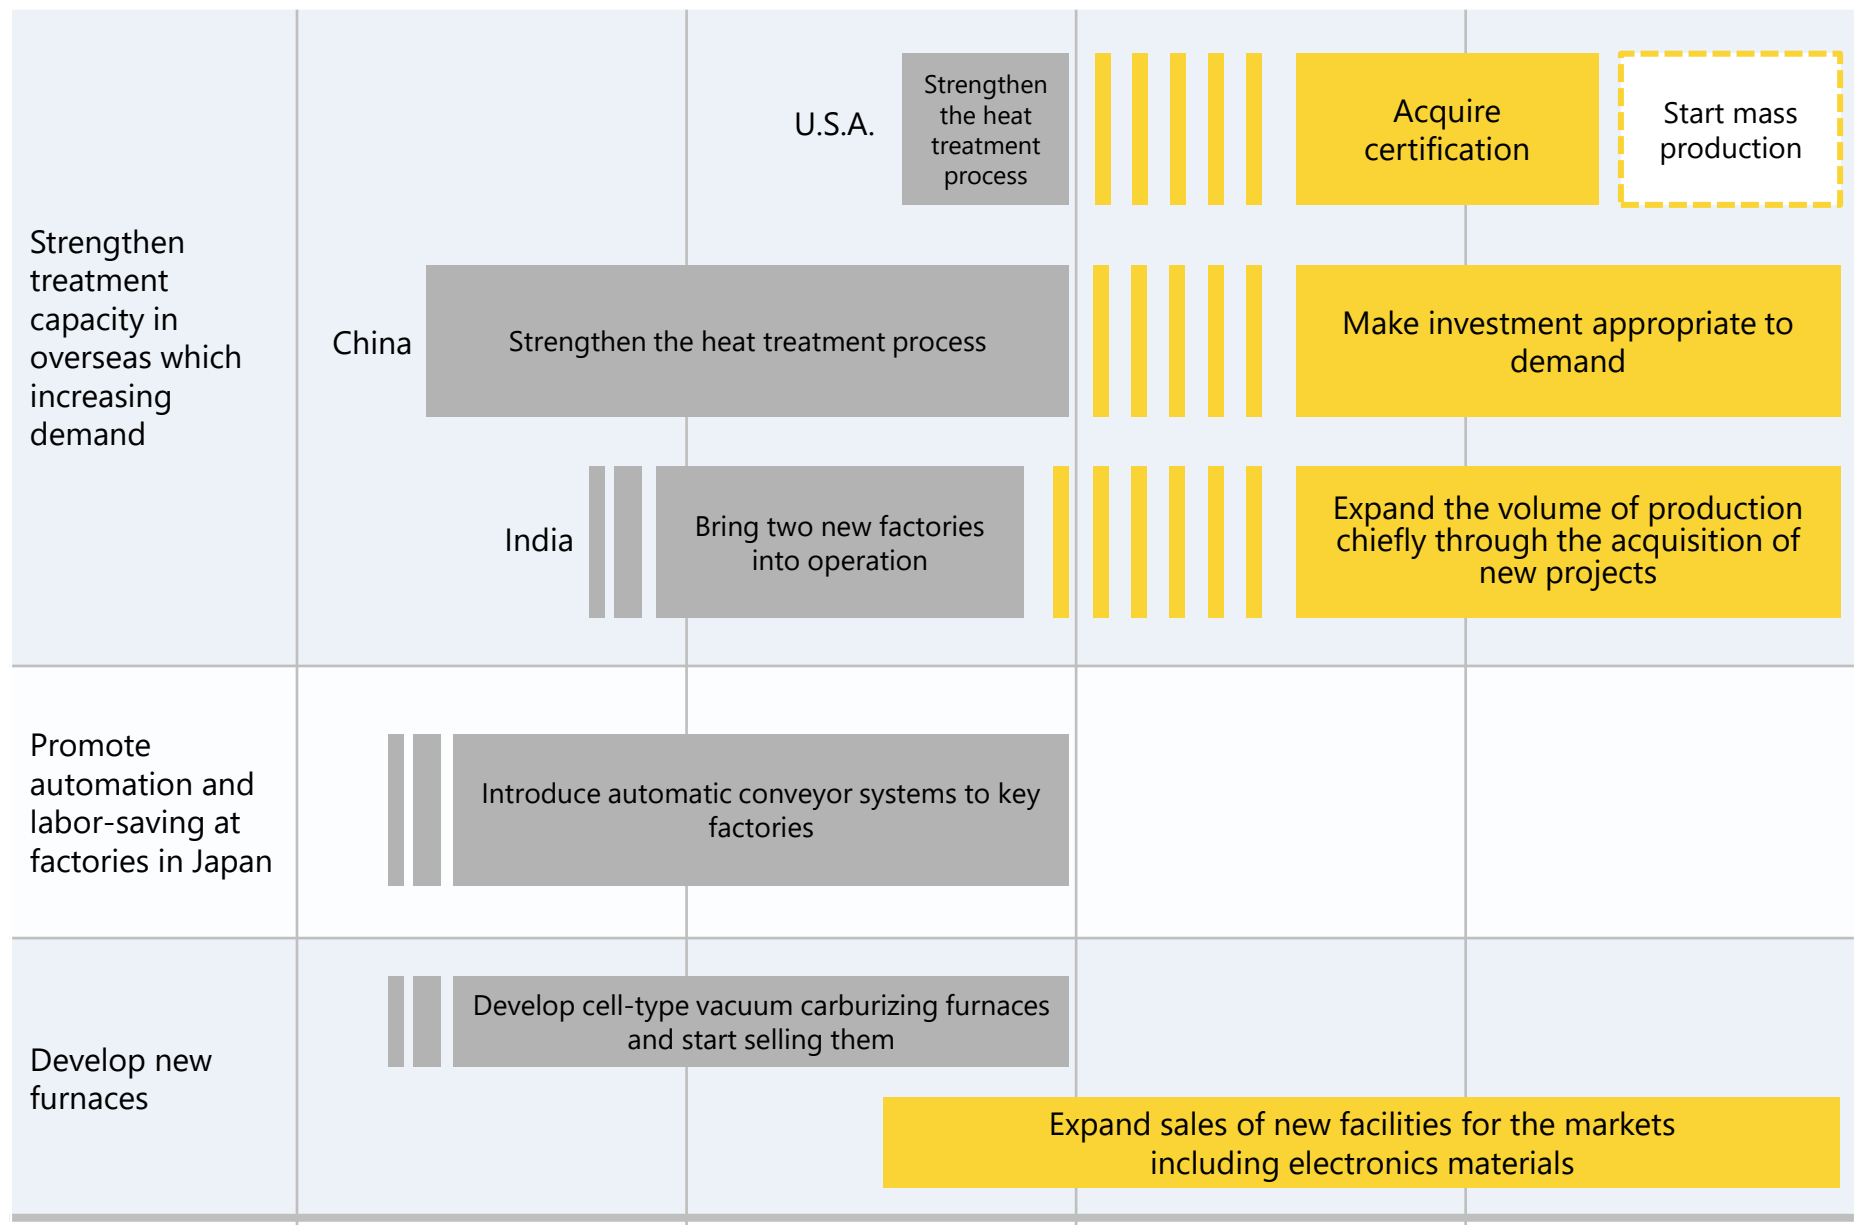 Strengthen
treatment
capacity in
overseas which
increasing
demand
U.S.A.
Strengthen
the heat
treatment
process
Acquire
certification
Start mass
production
China
Strengthen the heat treatment process
Make investment appropriate to
demand
India
Bring two new factories
into operation
Expand the volume of production
chiefly through the acquisition of
new projects
Promote
automation and
labor-saving at
factories in Japan
Introduce automatic conveyor systems to key
factories
Develop new
furnaces
Develop cell-type vacuum carburizing furnaces
and start selling them
Expand sales of new facilities for the markets
including electronics materials